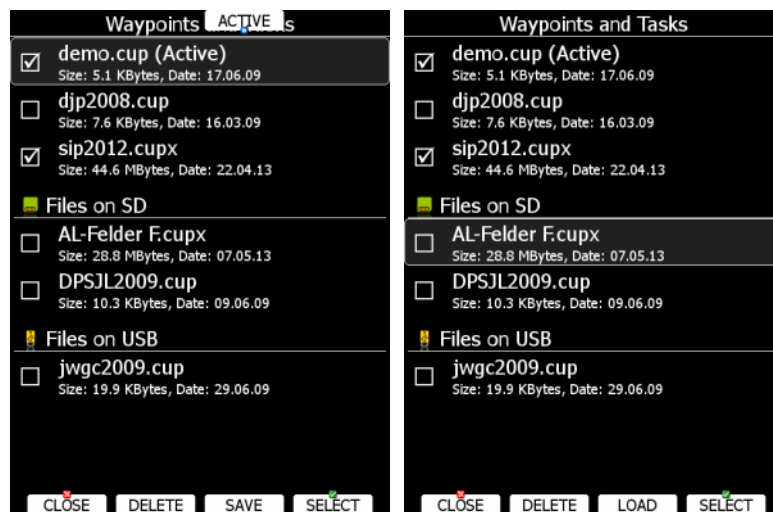 Waypoints and Tasks
ACTIVE
demo.cup (Active)
Size: 5.1 KBytes, Date: 17.06.09
djp2008.cup
Size: 7.6 KBytes, Date: 16.03.09
sip2012.cupx
Size: 44.6 MBytes, Date: 22.04.13
Files on SD
AL-Felder F.cupx
Size: 28.8 MBytes, Date: 07.05.13
DPSJL2009.cup
Size: 10.3 KBytes, Date: 09.06.09
Files on USB
jwgc2009.cup
Size: 19.9 KBytes, Date: 29.06.09
CLOSE DELETE SAVE SELECT
Waypoints and Tasks
demo.cup (Active)
Size: 5.1 KBytes, Date: 17.06.09
djp2008.cup
Size: 7.6 KBytes, Date: 16.03.09
sip2012.cupx
Size: 44.6 MBytes, Date: 22.04.13
Files on SD
AL-Felder F.cupx
Size: 28.8 MBytes, Date: 07.05.13
DPSJL2009.cup
Size: 10.3 KBytes, Date: 09.06.09
Files on USB
jwgc2009.cup
Size: 19.9 KBytes, Date: 29.06.09
CLOSE DELETE LOAD SELECT